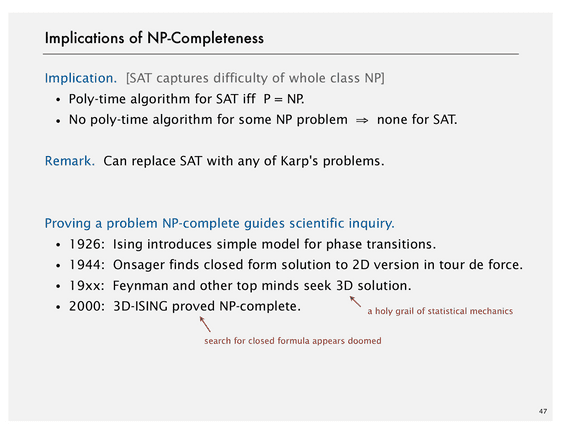 Implications of NP-Completeness
Implication. [SAT captures difficulty of whole class NP]
• Poly-time algorithm for SAT iff P = NP.
• No poly-time algorithm for some NP problem ⇒ none for SAT.
Remark. Can replace SAT with any of Karp's problems.
Proving a problem NP-complete guides scientific inquiry.
• 1926: Ising introduces simple model for phase transitions.
• 1944: Onsager finds closed form solution to 2D version in tour de force.
• 19xx: Feynman and other top minds seek 3D solution.
• 2000: 3D-ISING proved NP-complete.
a holy grail of statistical mechanics
search for closed formula appears doomed
47